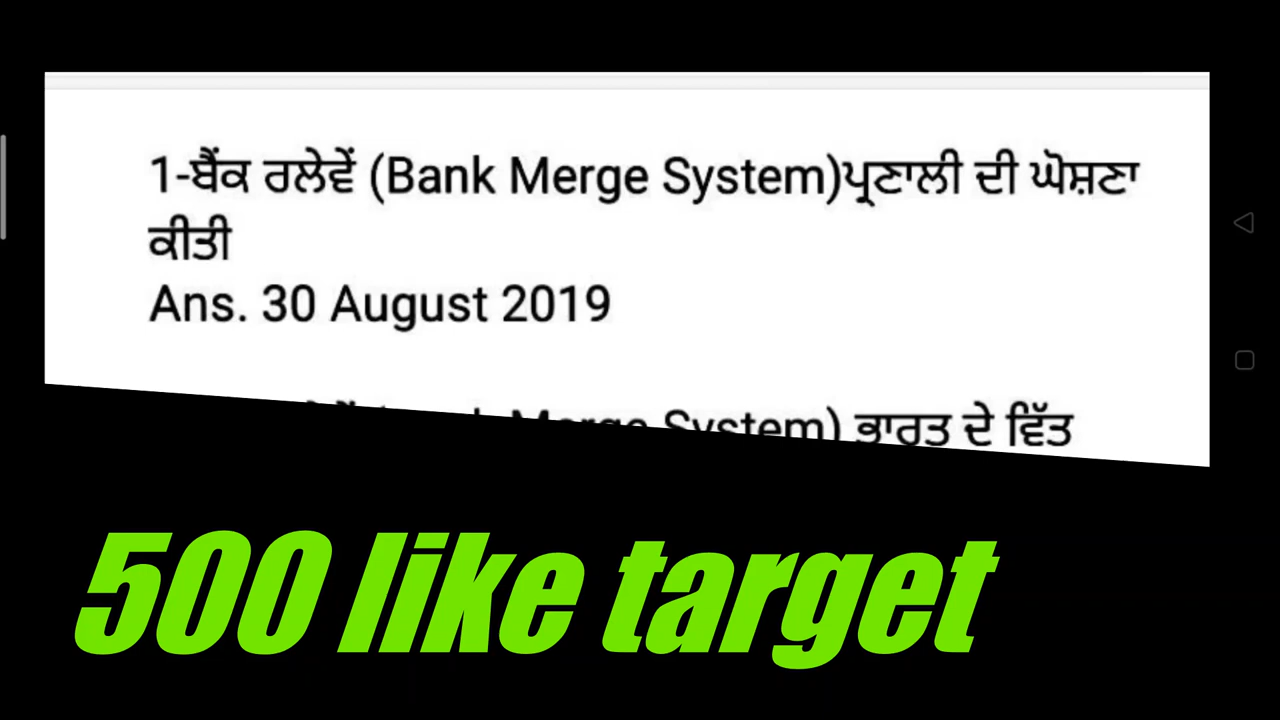 1-ਬੈਂਕ ਰਲੇਵੇਂ (Bank Merge System)ਪ੍ਰਣਾਲੀ ਦੀ ਘੋਸ਼ਣਾ
ਕੀਤੀ
Ans. 30 August 2019
Merge System) ਭਾਰਤ ਦੇ ਵਿੱਤ
500 like target